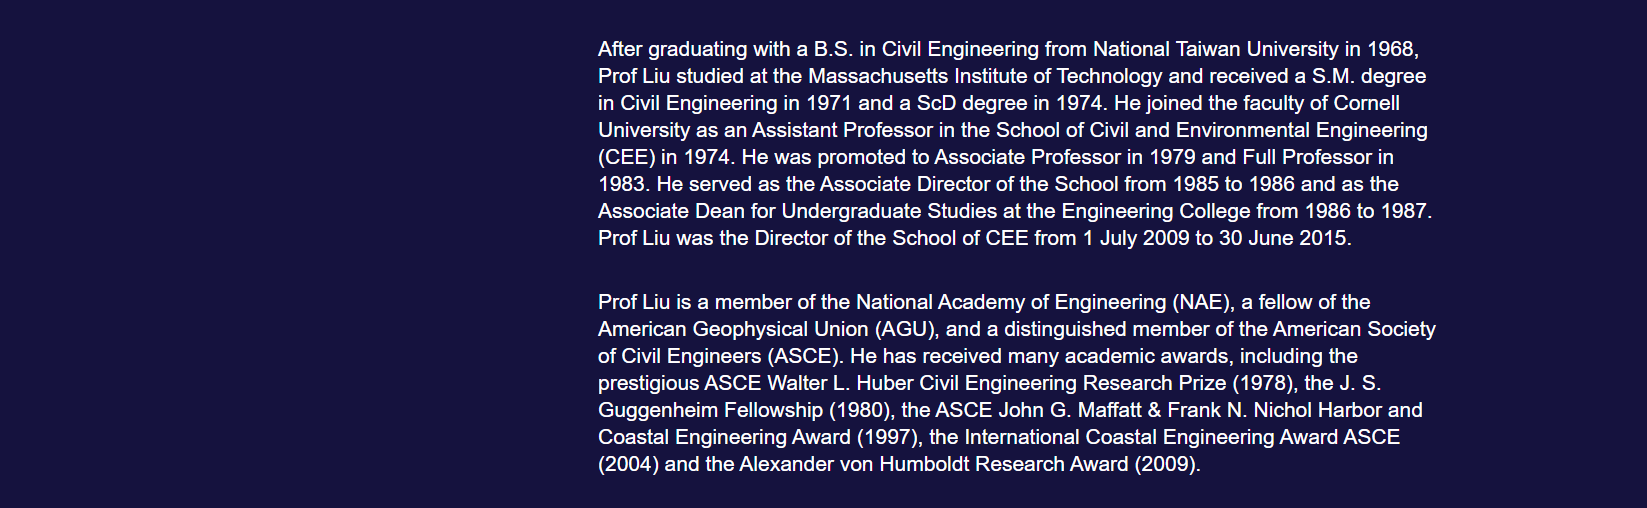 After graduating with a B.S. in Civil Engineering from National Taiwan University in 1968,
Prof Liu studied at the Massachusetts Institute of Technology and received a S.M. degree
in Civil Engineering in 1971 and a ScD degree in 1974. He joined the faculty of Cornell
University as an Assistant Professor in the School of Civil and Environmental Engineering
(CEE) in 1974. He was promoted to Associate Professor in 1979 and Full Professor in
1983. He served as the Associate Director of the School from 1985 to 1986 and as the
Associate Dean for Undergraduate Studies at the Engineering College from 1986 to 1987.
Prof Liu was the Director of the School of CEE from 1 July 2009 to 30 June 2015.
Prof Liu is a member of the National Academy of Engineering (NAE), a fellow of the
American Geophysical Union (AGU), and a distinguished member of the American Society
of Civil Engineers (ASCE). He has received many academic awards, including the
prestigious ASCE Walter L. Huber Civil Engineering Research Prize (1978), the J. S.
Guggenheim Fellowship (1980), the ASCE John G. Maffatt & Frank N. Nichol Harbor and
Coastal Engineering Award (1997), the International Coastal Engineering Award ASCE
(2004) and the Alexander von Humboldt Research Award (2009).